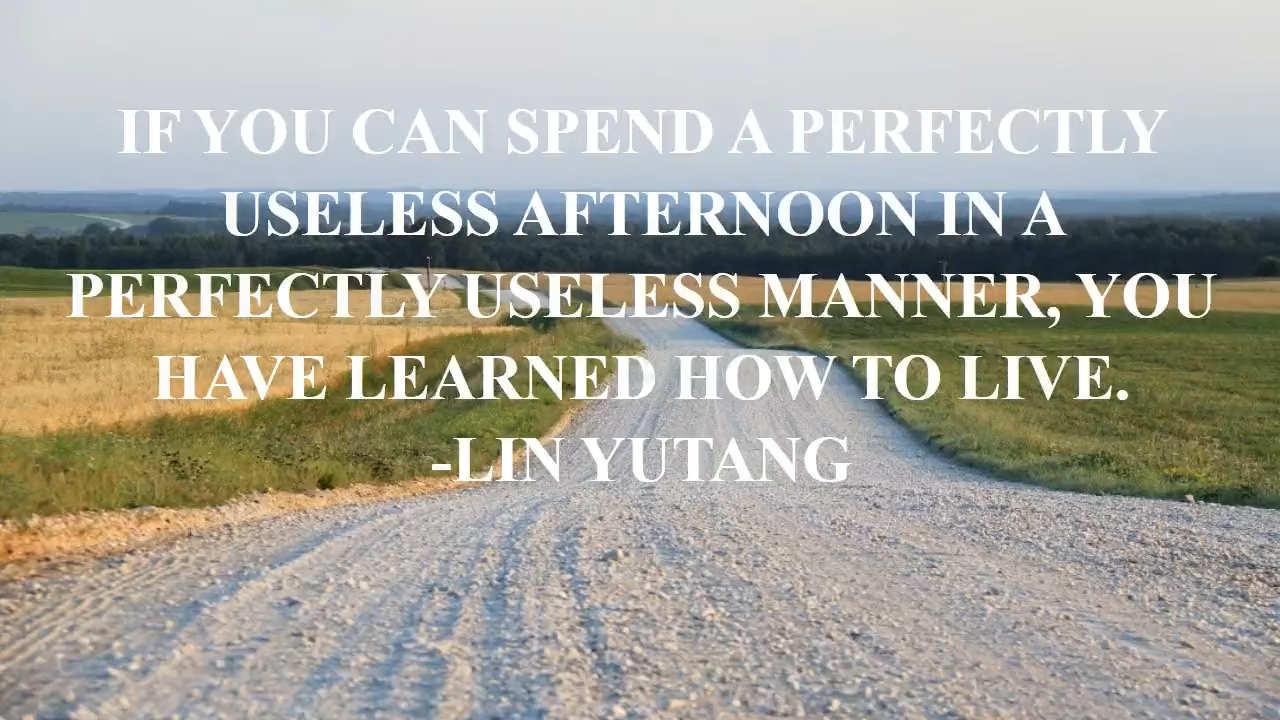 IF YOU CAN SPEND A PERFECTLY
USELESS AFTERNOON IN A
PERFECTLY USELESS MANNER, YOU
HAVE LEARNED HOW TO LIVE.
-LIN YUTANG